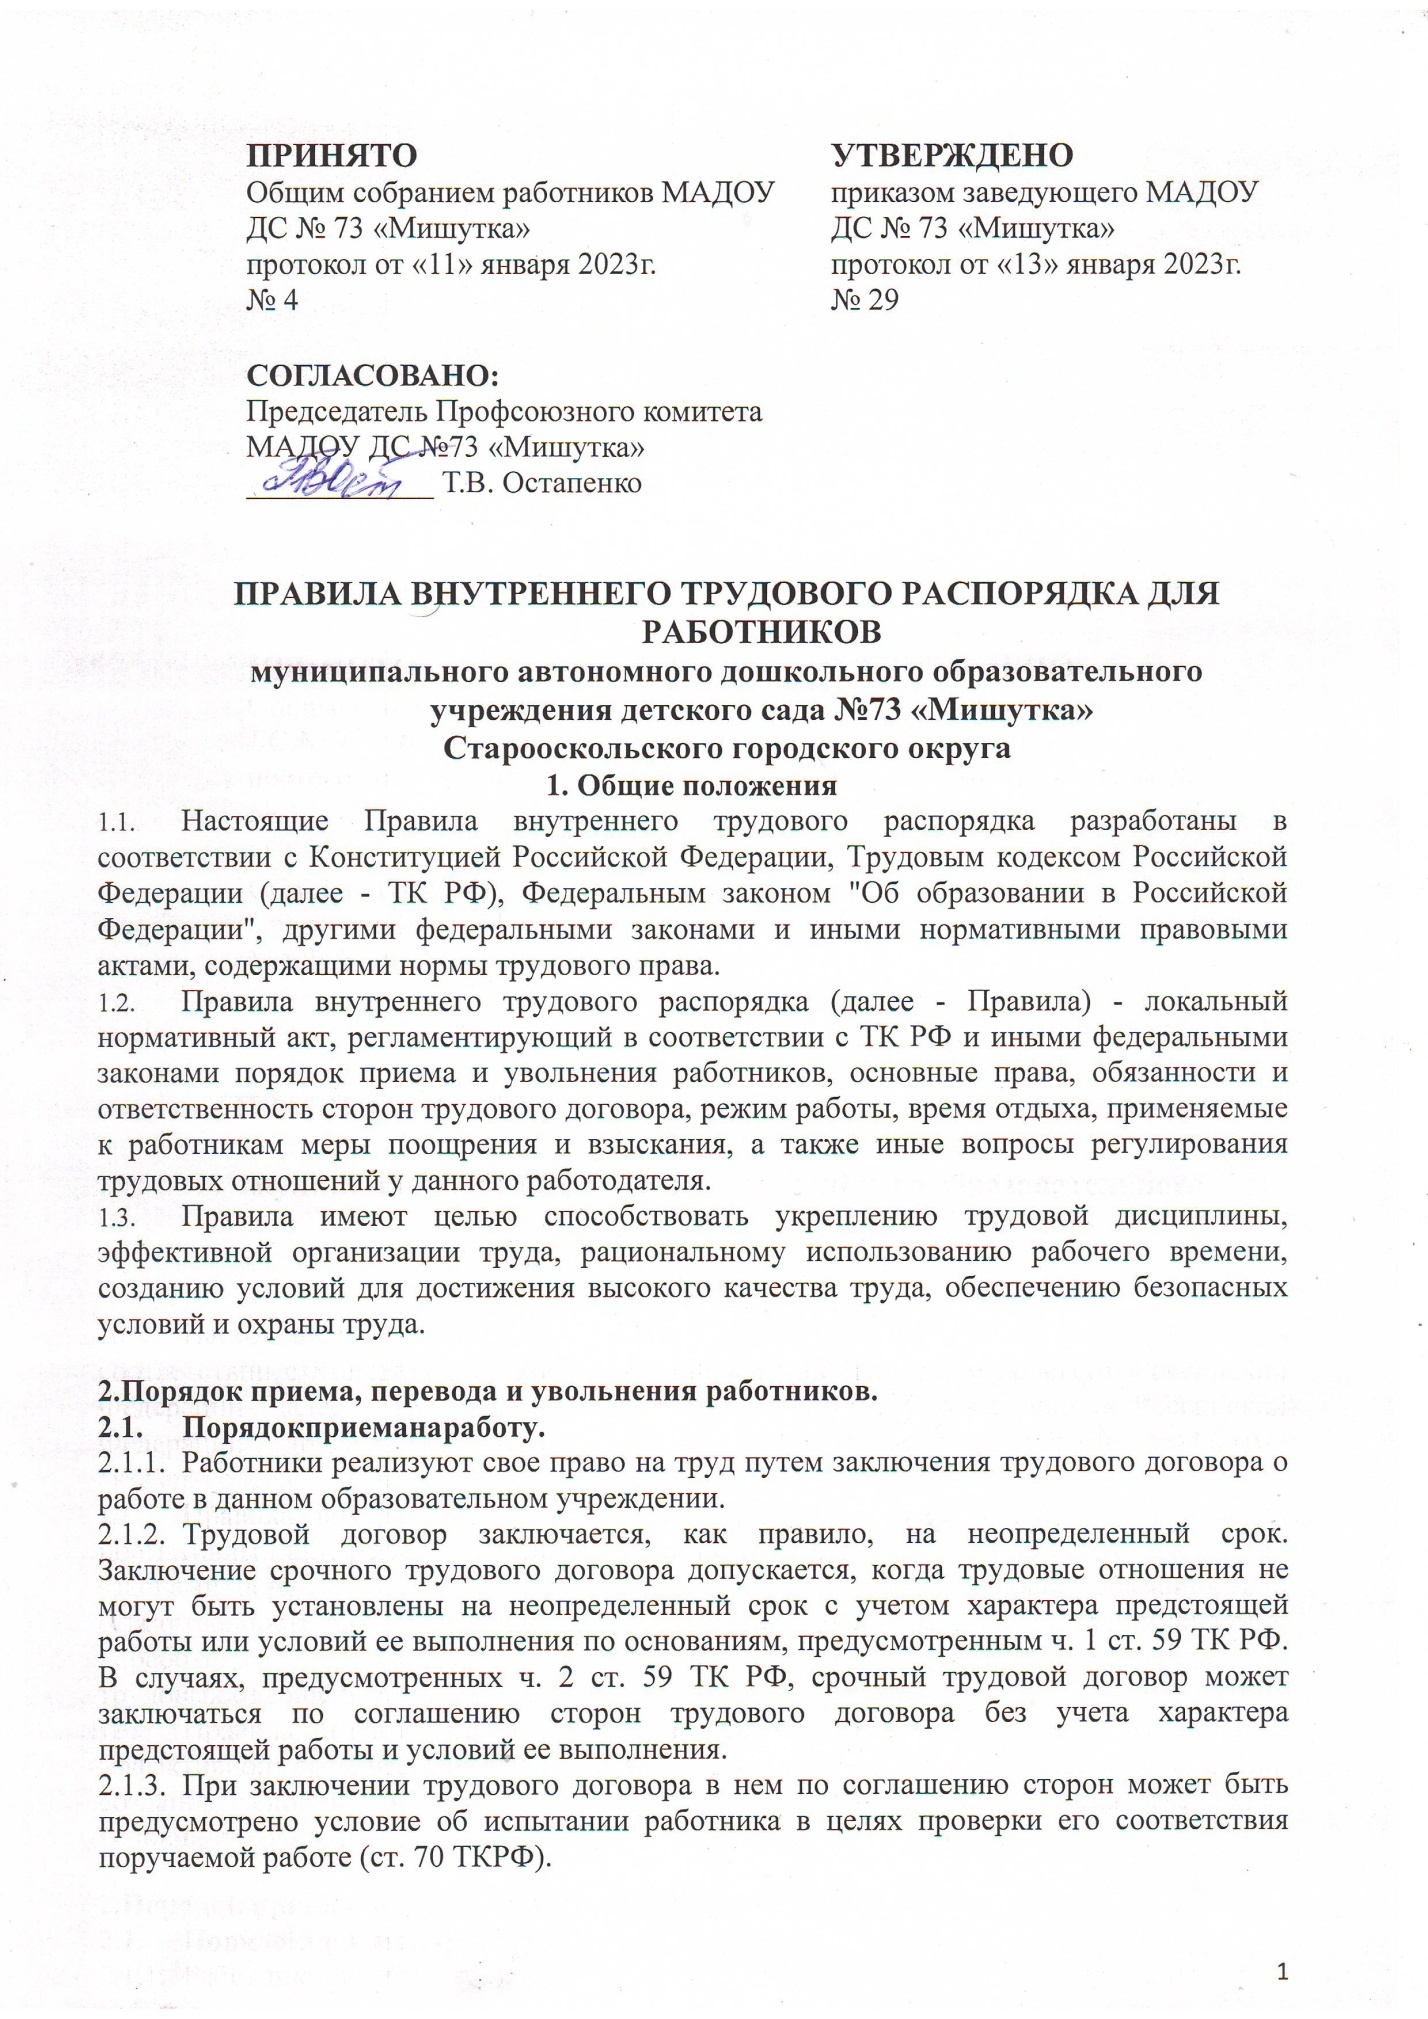 ПРИНЯТО
Общим собранием работников МАДОУ
ДС № 73 «Мишутка»
протокол от «11» января 2023г.
№ 4
УТВЕРЖДЕНО
приказом заведующего МАДОУ
ДС № 73 «Мишутка»
протокол от «13» января 2023г.
№ 29
СОГЛАСОВАНО:
Председатель Профсоюзного комитета
МАДОУ ДС №73 «Мишутка»
____________ Т.В. Остапенко
ПРАВИЛА ВНУТРЕННЕГО ТРУДОВОГО РАСПОРЯДКА ДЛЯ
РАБОТНИКОВ
муниципального автономного дошкольного образовательного
учреждения детского сада №73 «Мишутка»
Старооскольского городского округа
1. Общие положения
1.1. Настоящие Правила внутреннего трудового распорядка разработаны в
соответствии с Конституцией Российской Федерации, Трудовым кодексом Российской
Федерации (далее - ТК РФ), Федеральным законом "Об образовании в Российской
Федерации", другими федеральными законами и иными нормативными правовыми
актами, содержащими нормы трудового права.
1.2. Правила внутреннего трудового распорядка (далее - Правила) - локальный
нормативный акт, регламентирующий в соответствии с ТК РФ и иными федеральными
законами порядок приема и увольнения работников, основные права, обязанности и
ответственность сторон трудового договора, режим работы, время отдыха, применяемые
к работникам меры поощрения и взыскания, а также иные вопросы регулирования
трудовых отношений у данного работодателя.
1.3. Правила имеют целью способствовать укреплению трудовой дисциплины,
эффективной организации труда, рациональному использованию рабочего времени,
созданию условий для достижения высокого качества труда, обеспечению безопасных
условий и охраны труда.
2.Порядок приема, перевода и увольнения работников.
2.1. Порядокприеманаработу.
2.1.1. Работники реализуют свое право на труд путем заключения трудового договора о
работе в данном образовательном учреждении.
2.1.2. Трудовой договор заключается, как правило, на неопределенный срок.
Заключение срочного трудового договора допускается, когда трудовые отношения не
могут быть установлены на неопределенный срок с учетом характера предстоящей
работы или условий ее выполнения по основаниям, предусмотренным ч. 1 ст. 59 ТК РФ.
В случаях, предусмотренных ч. 2 ст. 59 ТК РФ, срочный трудовой договор может
заключаться по соглашению сторон трудового договора без учета характера
предстоящей работы и условий ее выполнения.
2.1.3. При заключении трудового договора в нем по соглашению сторон может быть
предусмотрено условие об испытании работника в целях проверки его соответствия
поручаемой работе (ст. 70 ТКРФ).
1